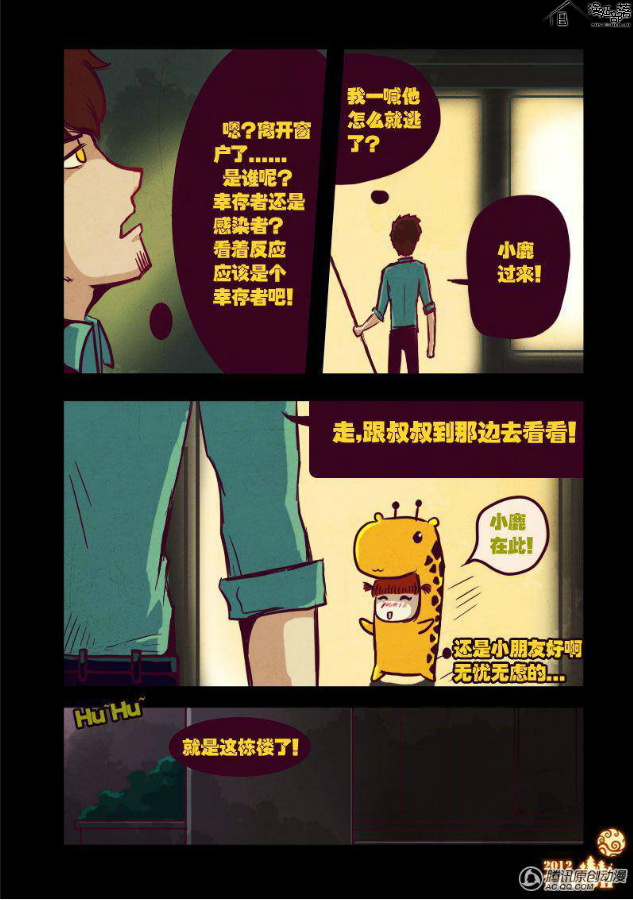 漫画部落
嗯？离开窗
户了……
是谁呢？
幸存者还是
感染者？
看着反应
应该是个
幸存者吧！
我一喊他
怎么就逃
了？
小鹿
过来！
走，跟叔叔到那边去看看！
小鹿
在此！
还是小朋友好啊
无忧无虑的...
Hu~Hu~
就是这栋楼了！
2012
腾讯原创动漫
AC.QQ.COM